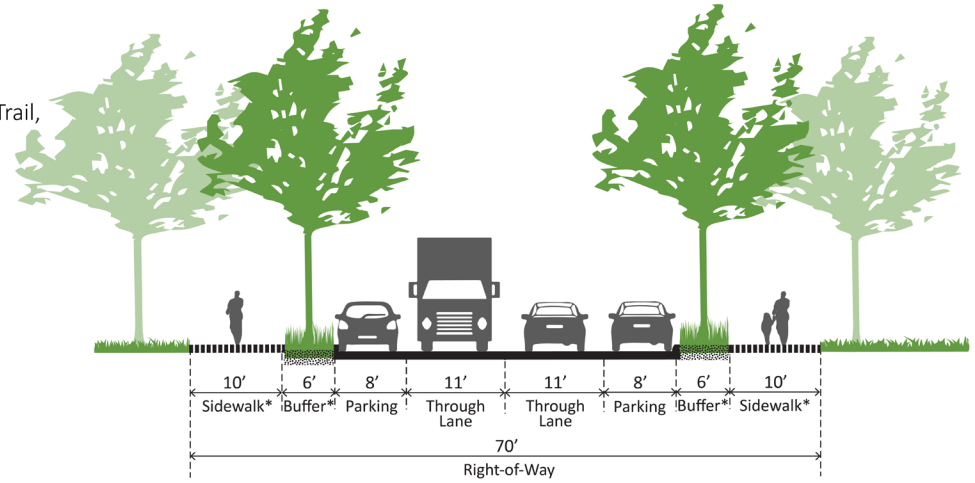 Trail,
10’ 6’ 8’ 11’ 11’ 8’ 6’ 10’
Sidewalk* Buffer* Parking Through Through Parking Buffer* Sidewalk*
Lane Lane
70’
Right-of-Way